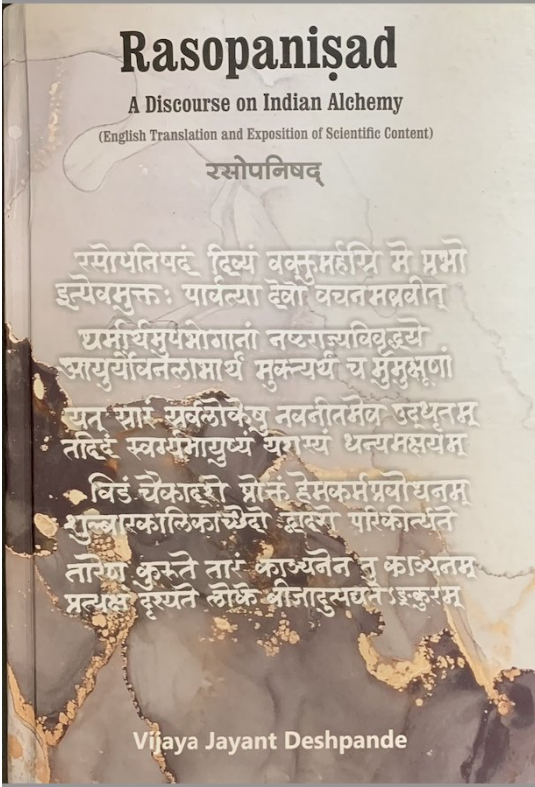 Rasopaniṣad
A Discourse on Indian Alchemy
(English Translation and Exposition of Scientific Content)
रसोपनिषद्
रसोपनिषदं दिव्यं वक्तुमर्हसि मे प्रभो
इत्येवमुक्तः पार्वत्या देवो वचनमब्रवीत्
धर्मार्थमुपभोगानां नष्टराज्यविवृद्धये
आयुर्यौवनलाभार्थं मुक्त्यर्थं च मुमुक्षूणां
यत् सारं सर्वलोकेषु नवनीतमिव उद्धृतम्
तदिदं स्वर्ग्यमायुष्यं यशस्यं धन्यमक्षयम्
विडं चैकादशे प्रोक्तं हेमकर्मप्रबोधनम्
शुल्बारकालिकाच्छेदो द्वादशे परिकीर्त्यते
तारेण कुरुते तारं काञ्चनेन तु काञ्चनम्
प्रत्यक्षं दृश्यते लोके बीजादुत्पद्यतेऽङ्कुरम्
Vijaya Jayant Deshpande